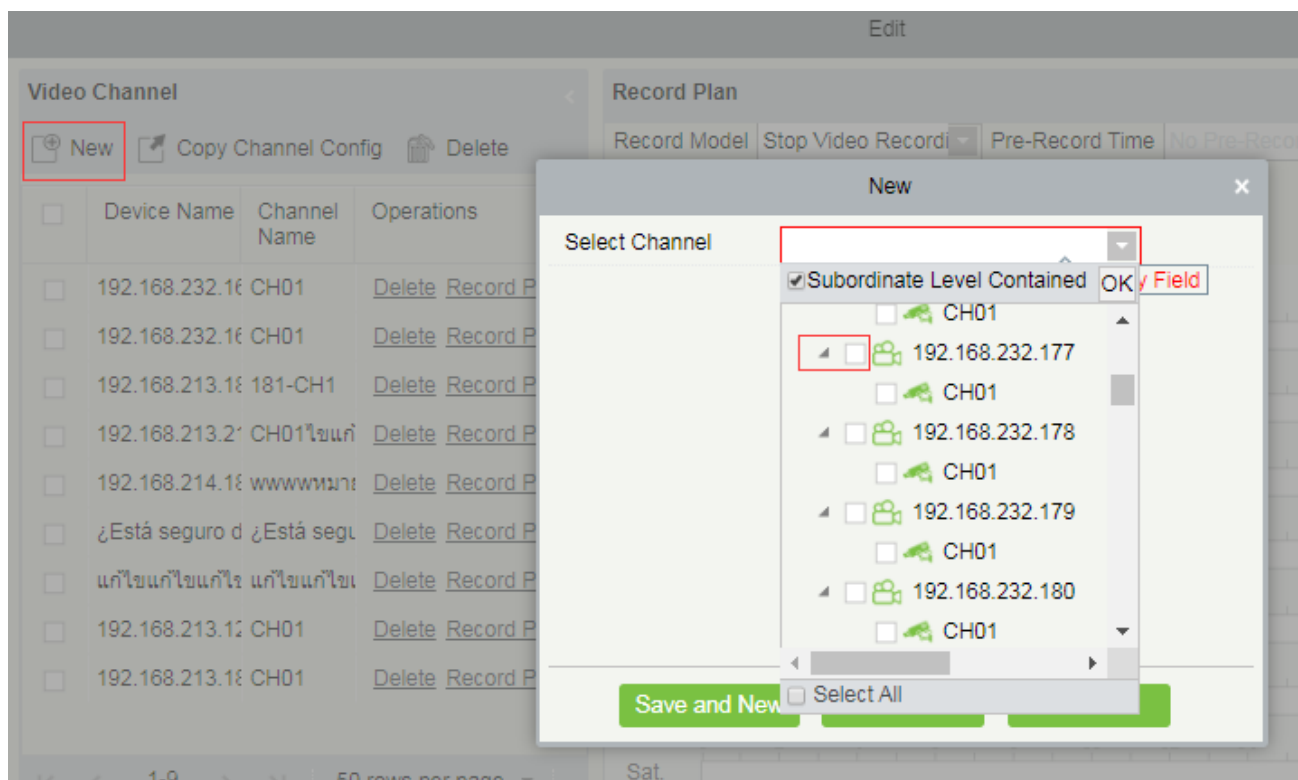 Edit
Video Channel
Record Plan
New Copy Channel Config Delete
Record Model Stop Video Recordi Pre-Record Time No Pre-Reco
Device Name Channel Name Operations
192.168.232.16 CH01 Delete Record P
192.168.232.16 CH01 Delete Record P
192.168.213.18 181-CH1 Delete Record P
192.168.213.21 CH01ไขแก้ Delete Record P
192.168.214.18 wwwwหมาย Delete Record P
¿Está seguro d ¿Está segu Delete Record P
แก้ไขแก้ไขแก้ไข แก้ไขแก้ไข Delete Record P
192.168.213.12 CH01 Delete Record P
192.168.213.18 CH01 Delete Record P
1-9 50 rows per page
New
Select Channel
Subordinate Level Contained OK y Field
CH01
192.168.232.177
CH01
192.168.232.178
CH01
192.168.232.179
CH01
192.168.232.180
CH01
Select All
Save and New
Sat.